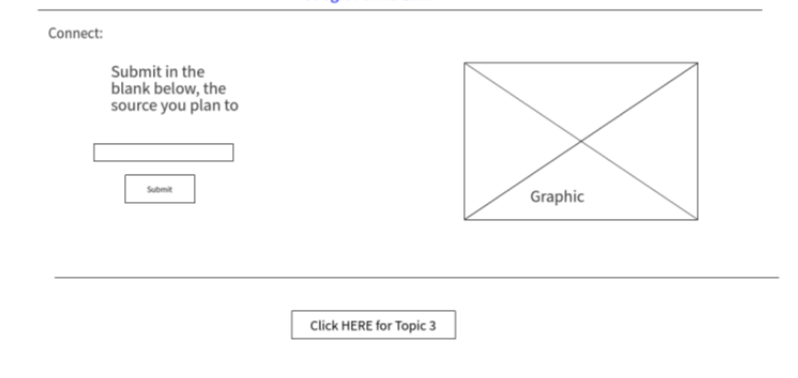 Connect:
Submit in the
blank below, the
source you plan to
Submit
Graphic
Click HERE for Topic 3